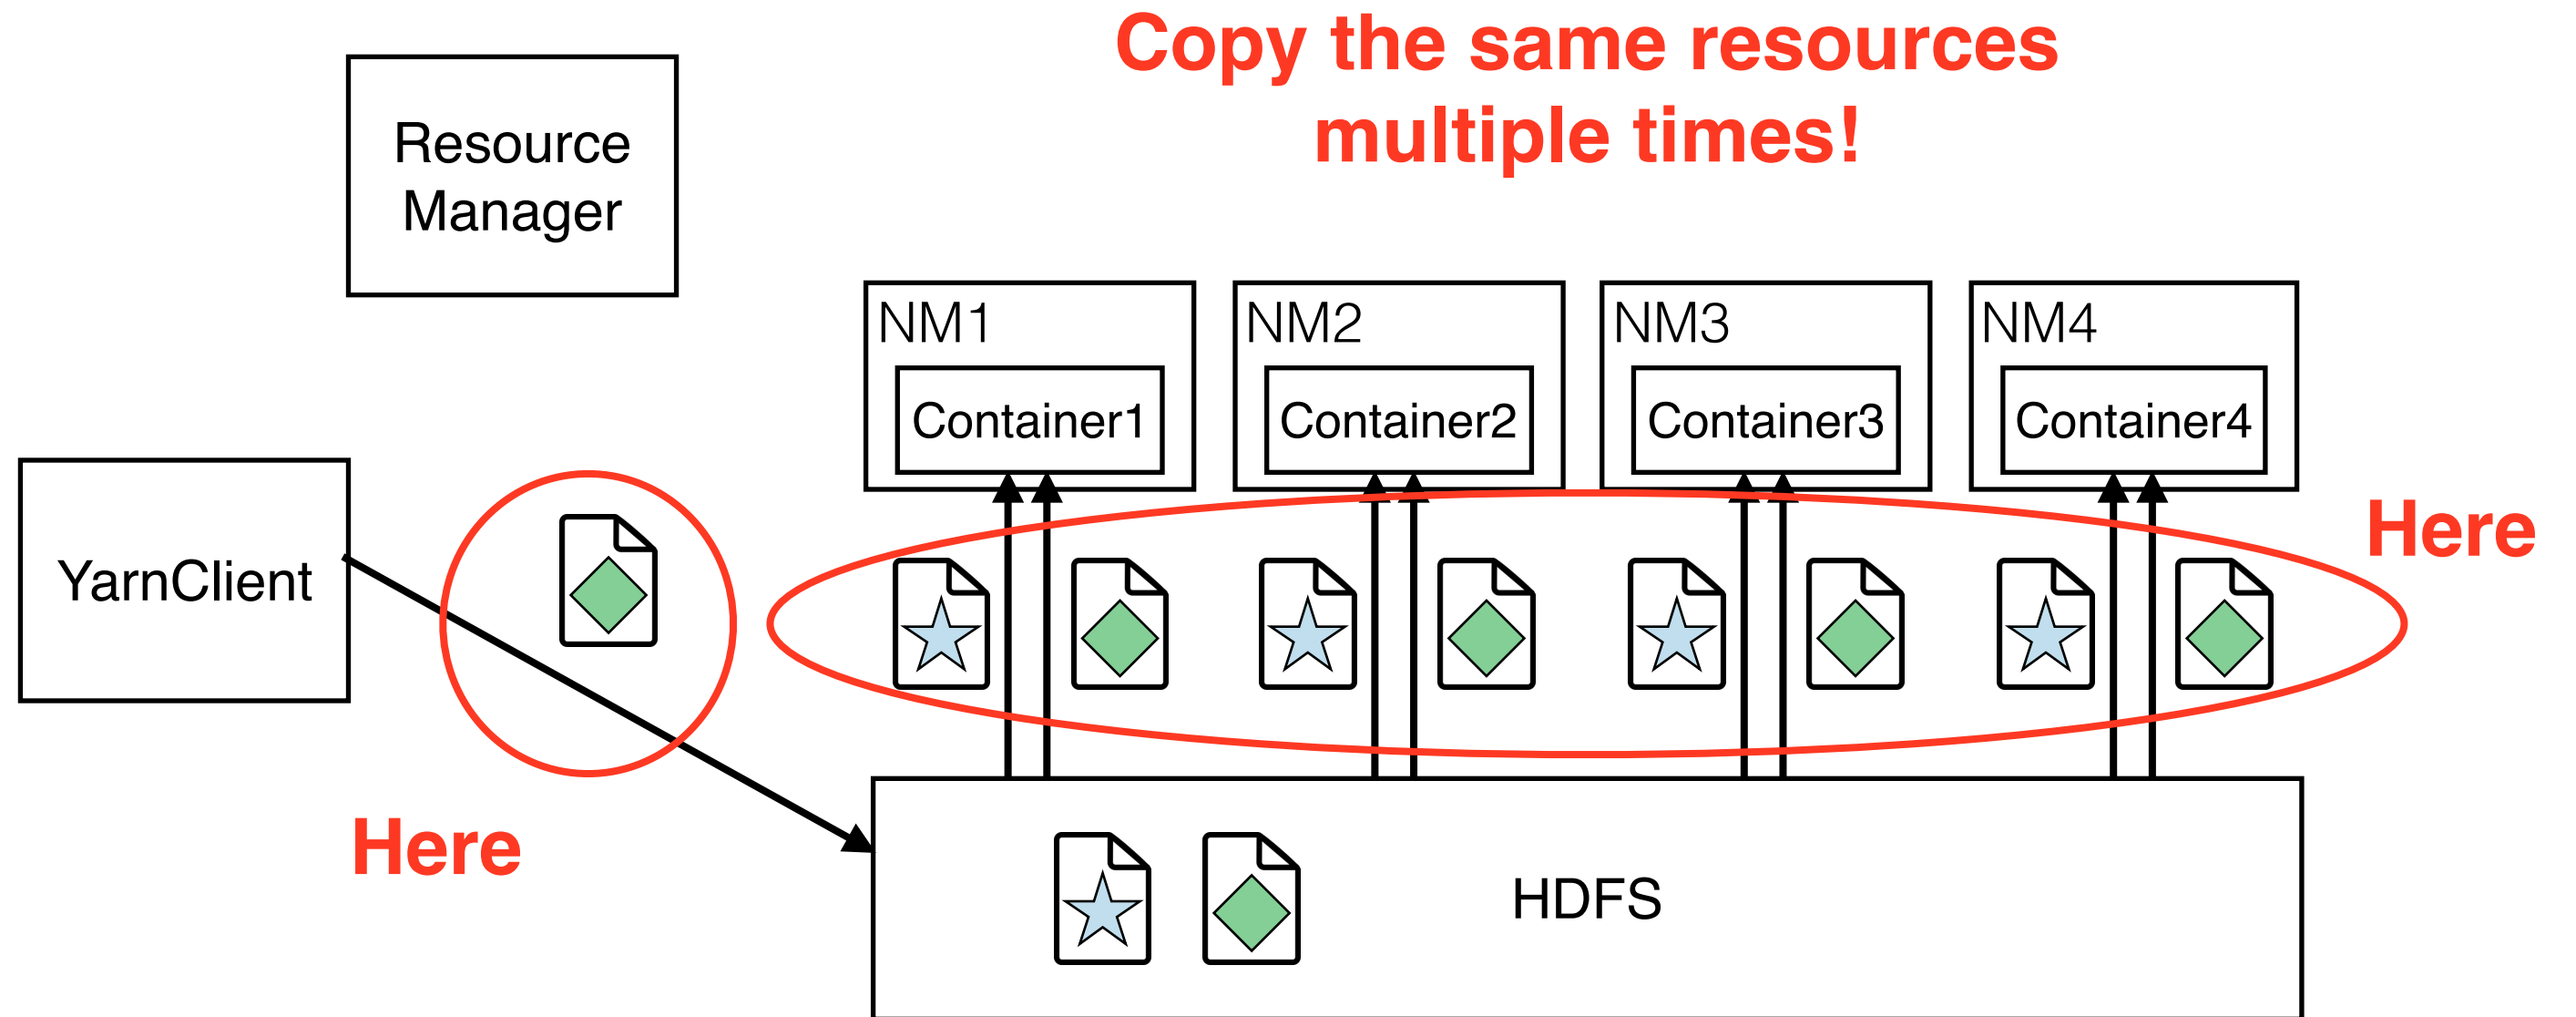 Copy the same resources
multiple times!
Resource
Manager
NM1
NM2
NM3
NM4
Container1
Container2
Container3
Container4
YarnClient
Here
Here
HDFS